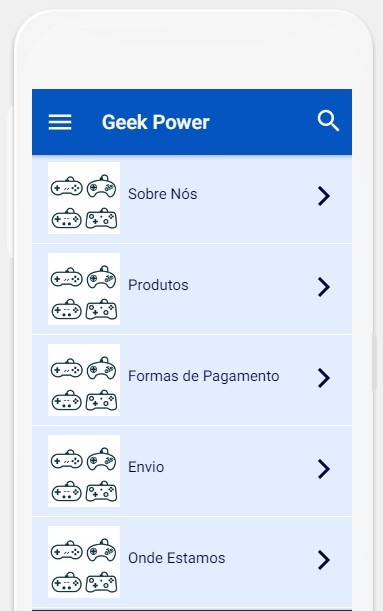 Geek Power
Sobre Nós
Produtos
Formas de Pagamento
Envio
Onde Estamos